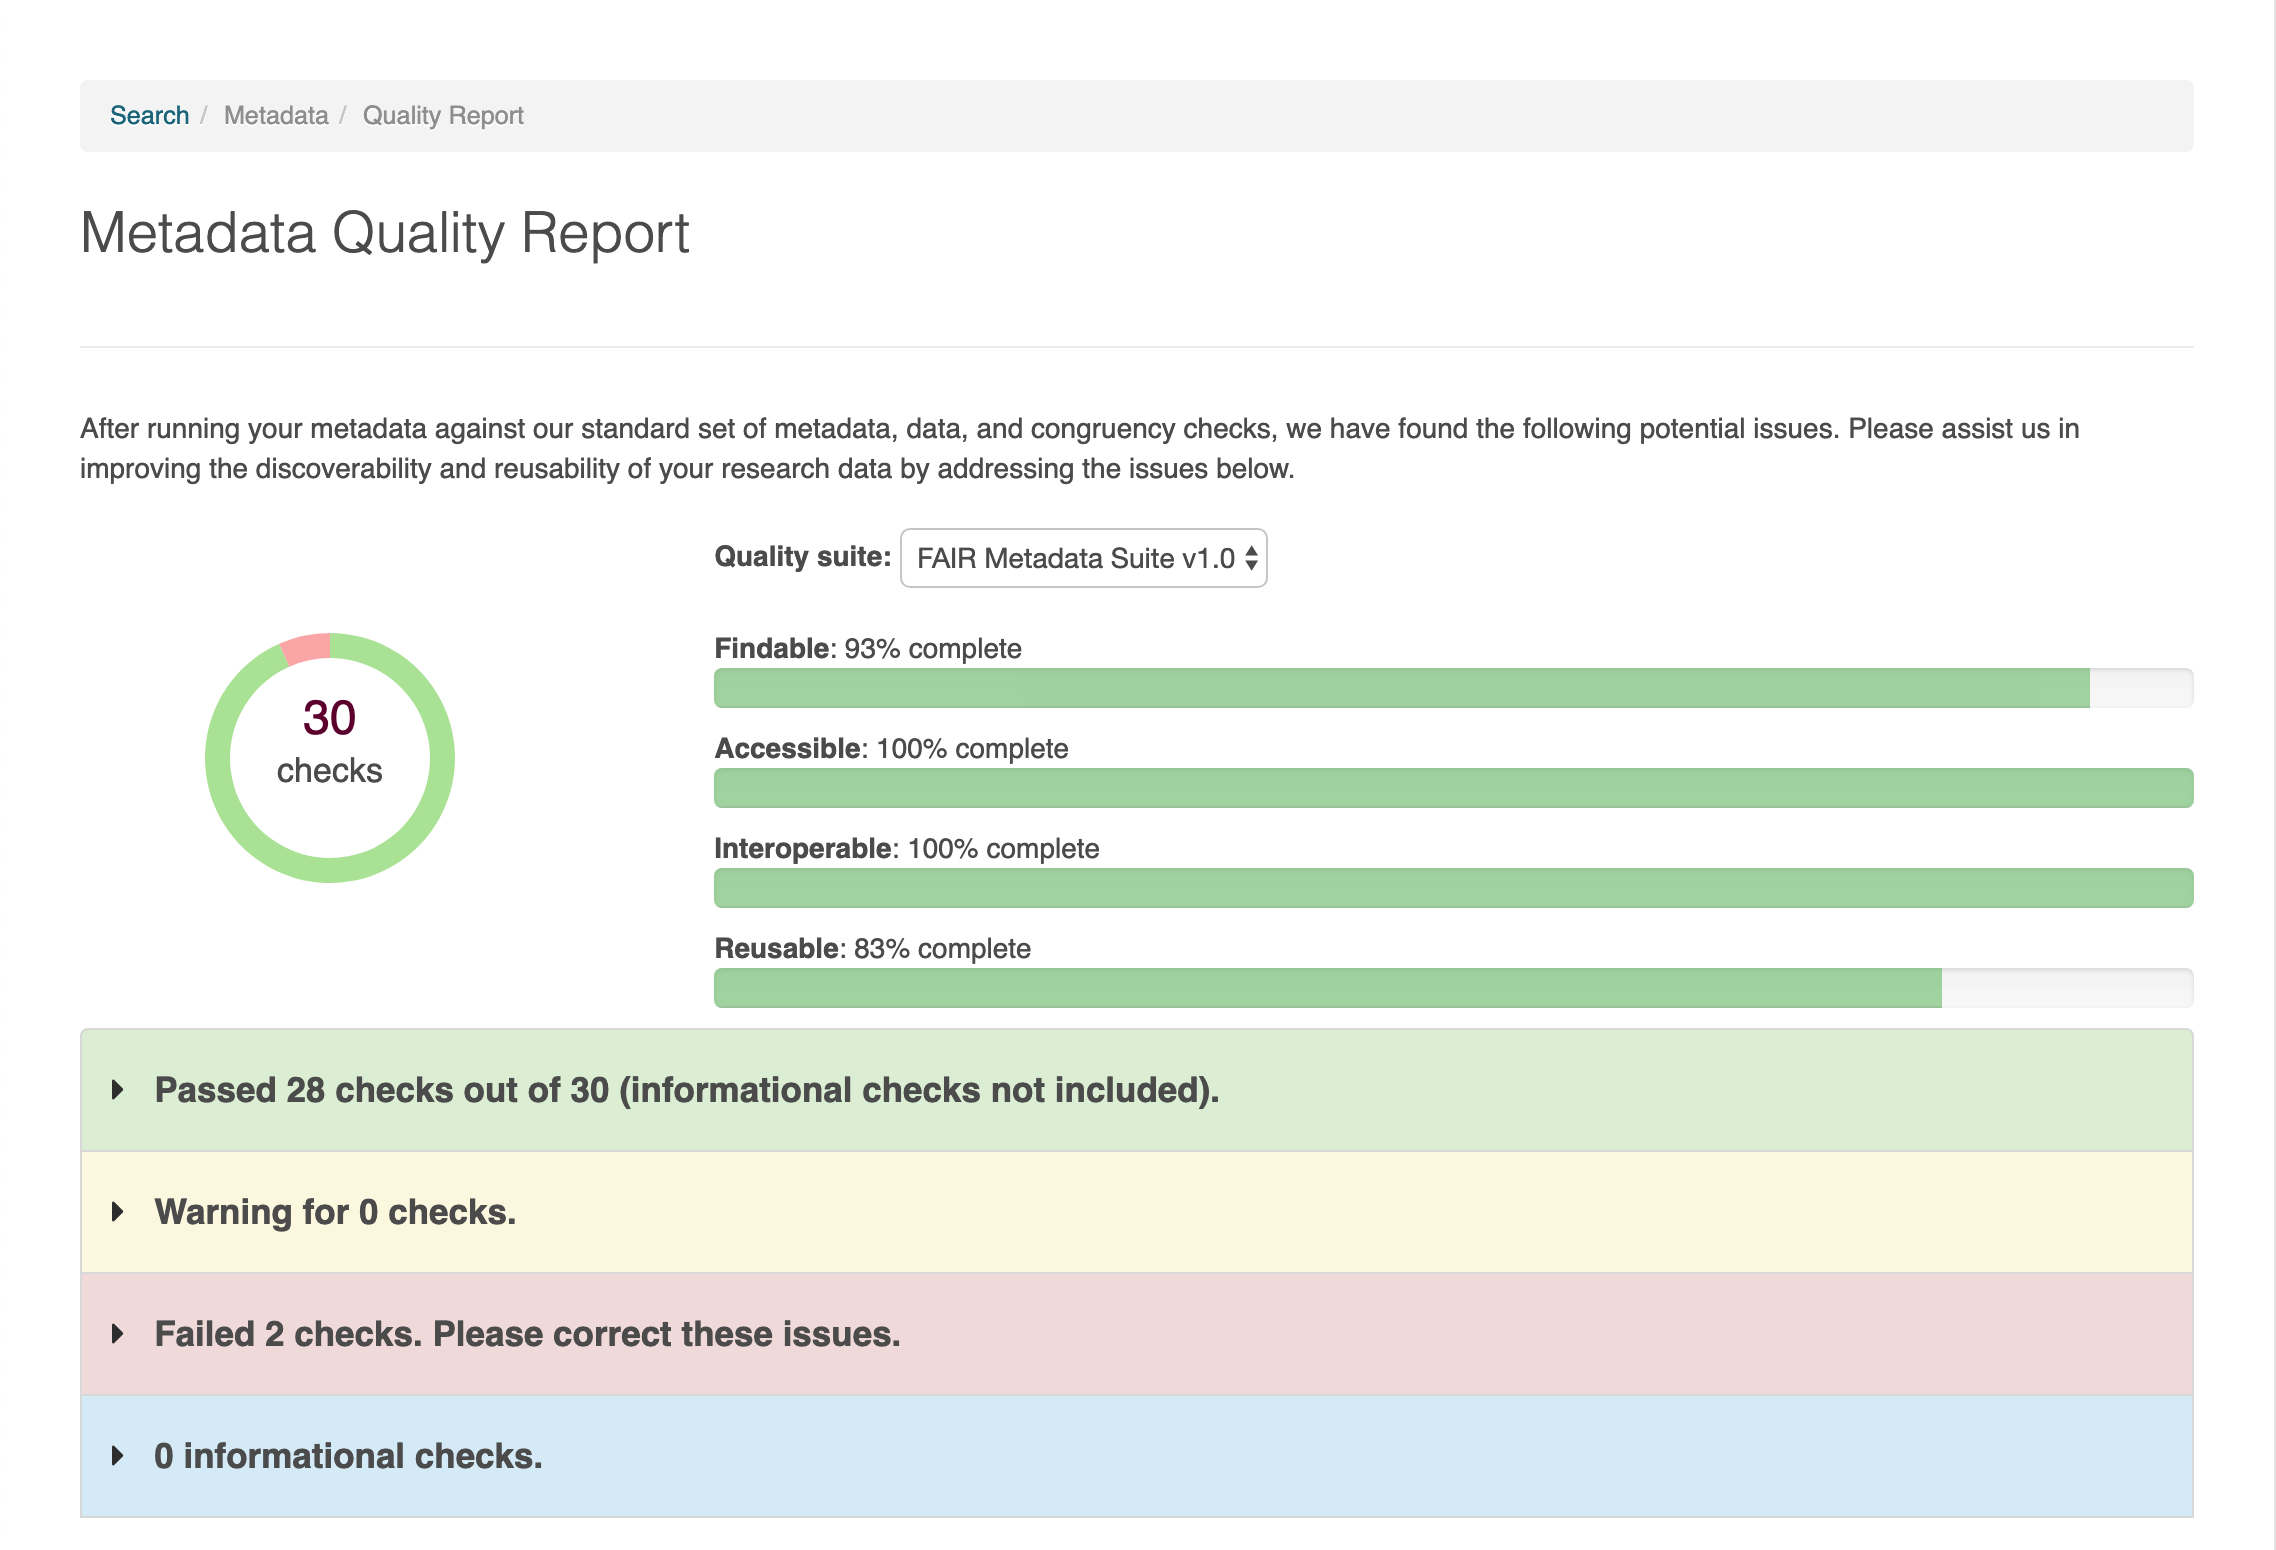 Search / Metadata / Quality Report
Metadata Quality Report
After running your metadata against our standard set of metadata, data, and congruency checks, we have found the following potential issues. Please assist us in
improving the discoverability and reusability of your research data by addressing the issues below.
Quality suite: FAIR Metadata Suite v1.0
30
checks
Findable: 93% complete
Accessible: 100% complete
Interoperable: 100% complete
Reusable: 83% complete
Passed 28 checks out of 30 (informational checks not included).
Warning for 0 checks.
Failed 2 checks. Please correct these issues.
0 informational checks.